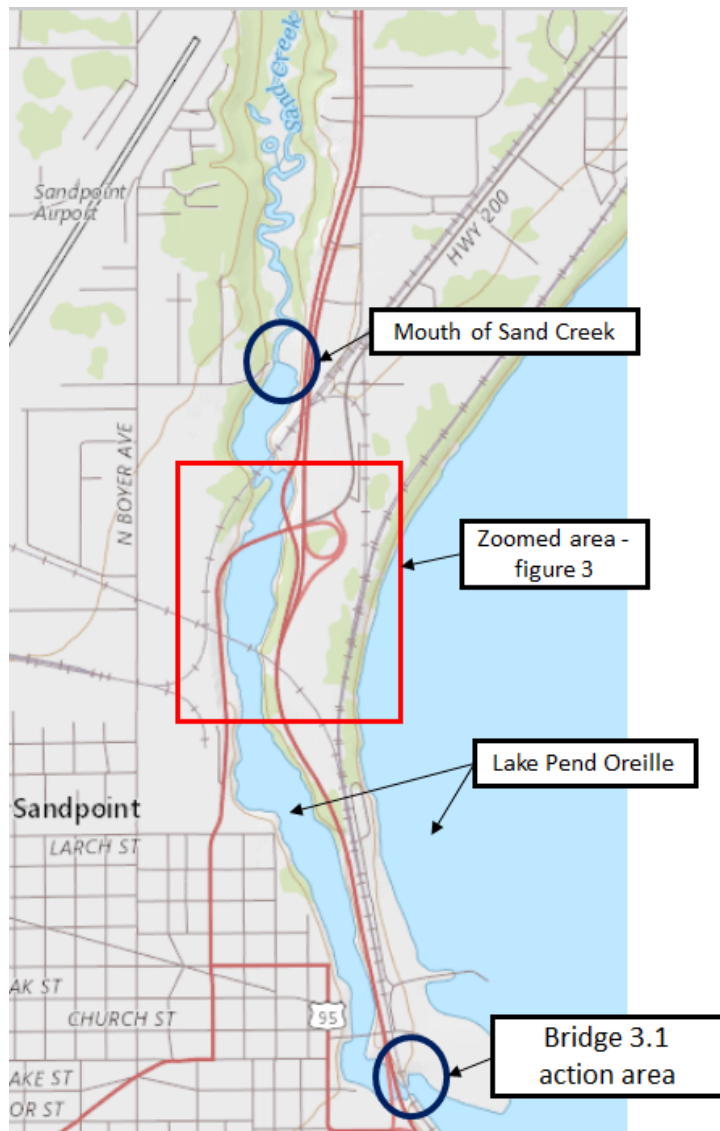 Sand Creek
Sandpoint
Airport
HWY 200
Mouth of Sand Creek
N BOYER AVE
Zoomed area -
figure 3
Lake Pend Oreille
Sandpoint
LARCH ST
AK ST
CHURCH ST
95
Bridge 3.1
action area
AKE ST
OR ST